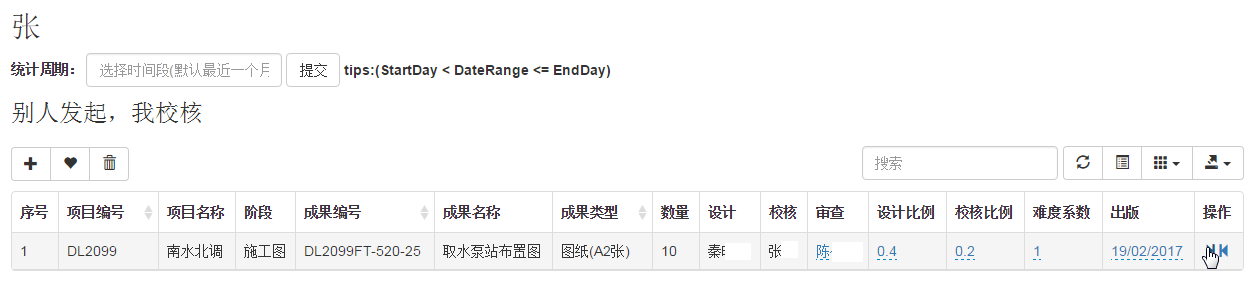 张
统计周期： 选择时间段(默认最近一个月 提交 tips:(StartDay < DateRange <= EndDay)
别人发起，我校核
搜索
序号 项目编号 项目名称 阶段 成果编号 成果名称 成果类型 数量 设计 校核 审查 设计比例 校核比例 难度系数 出版 操作
1 DL2099 南水北调 施工图 DL2099FT-520-25 取水泵站布置图 图纸(A2张) 10 秦 张 陈 0.4 0.2 1 19/02/2017